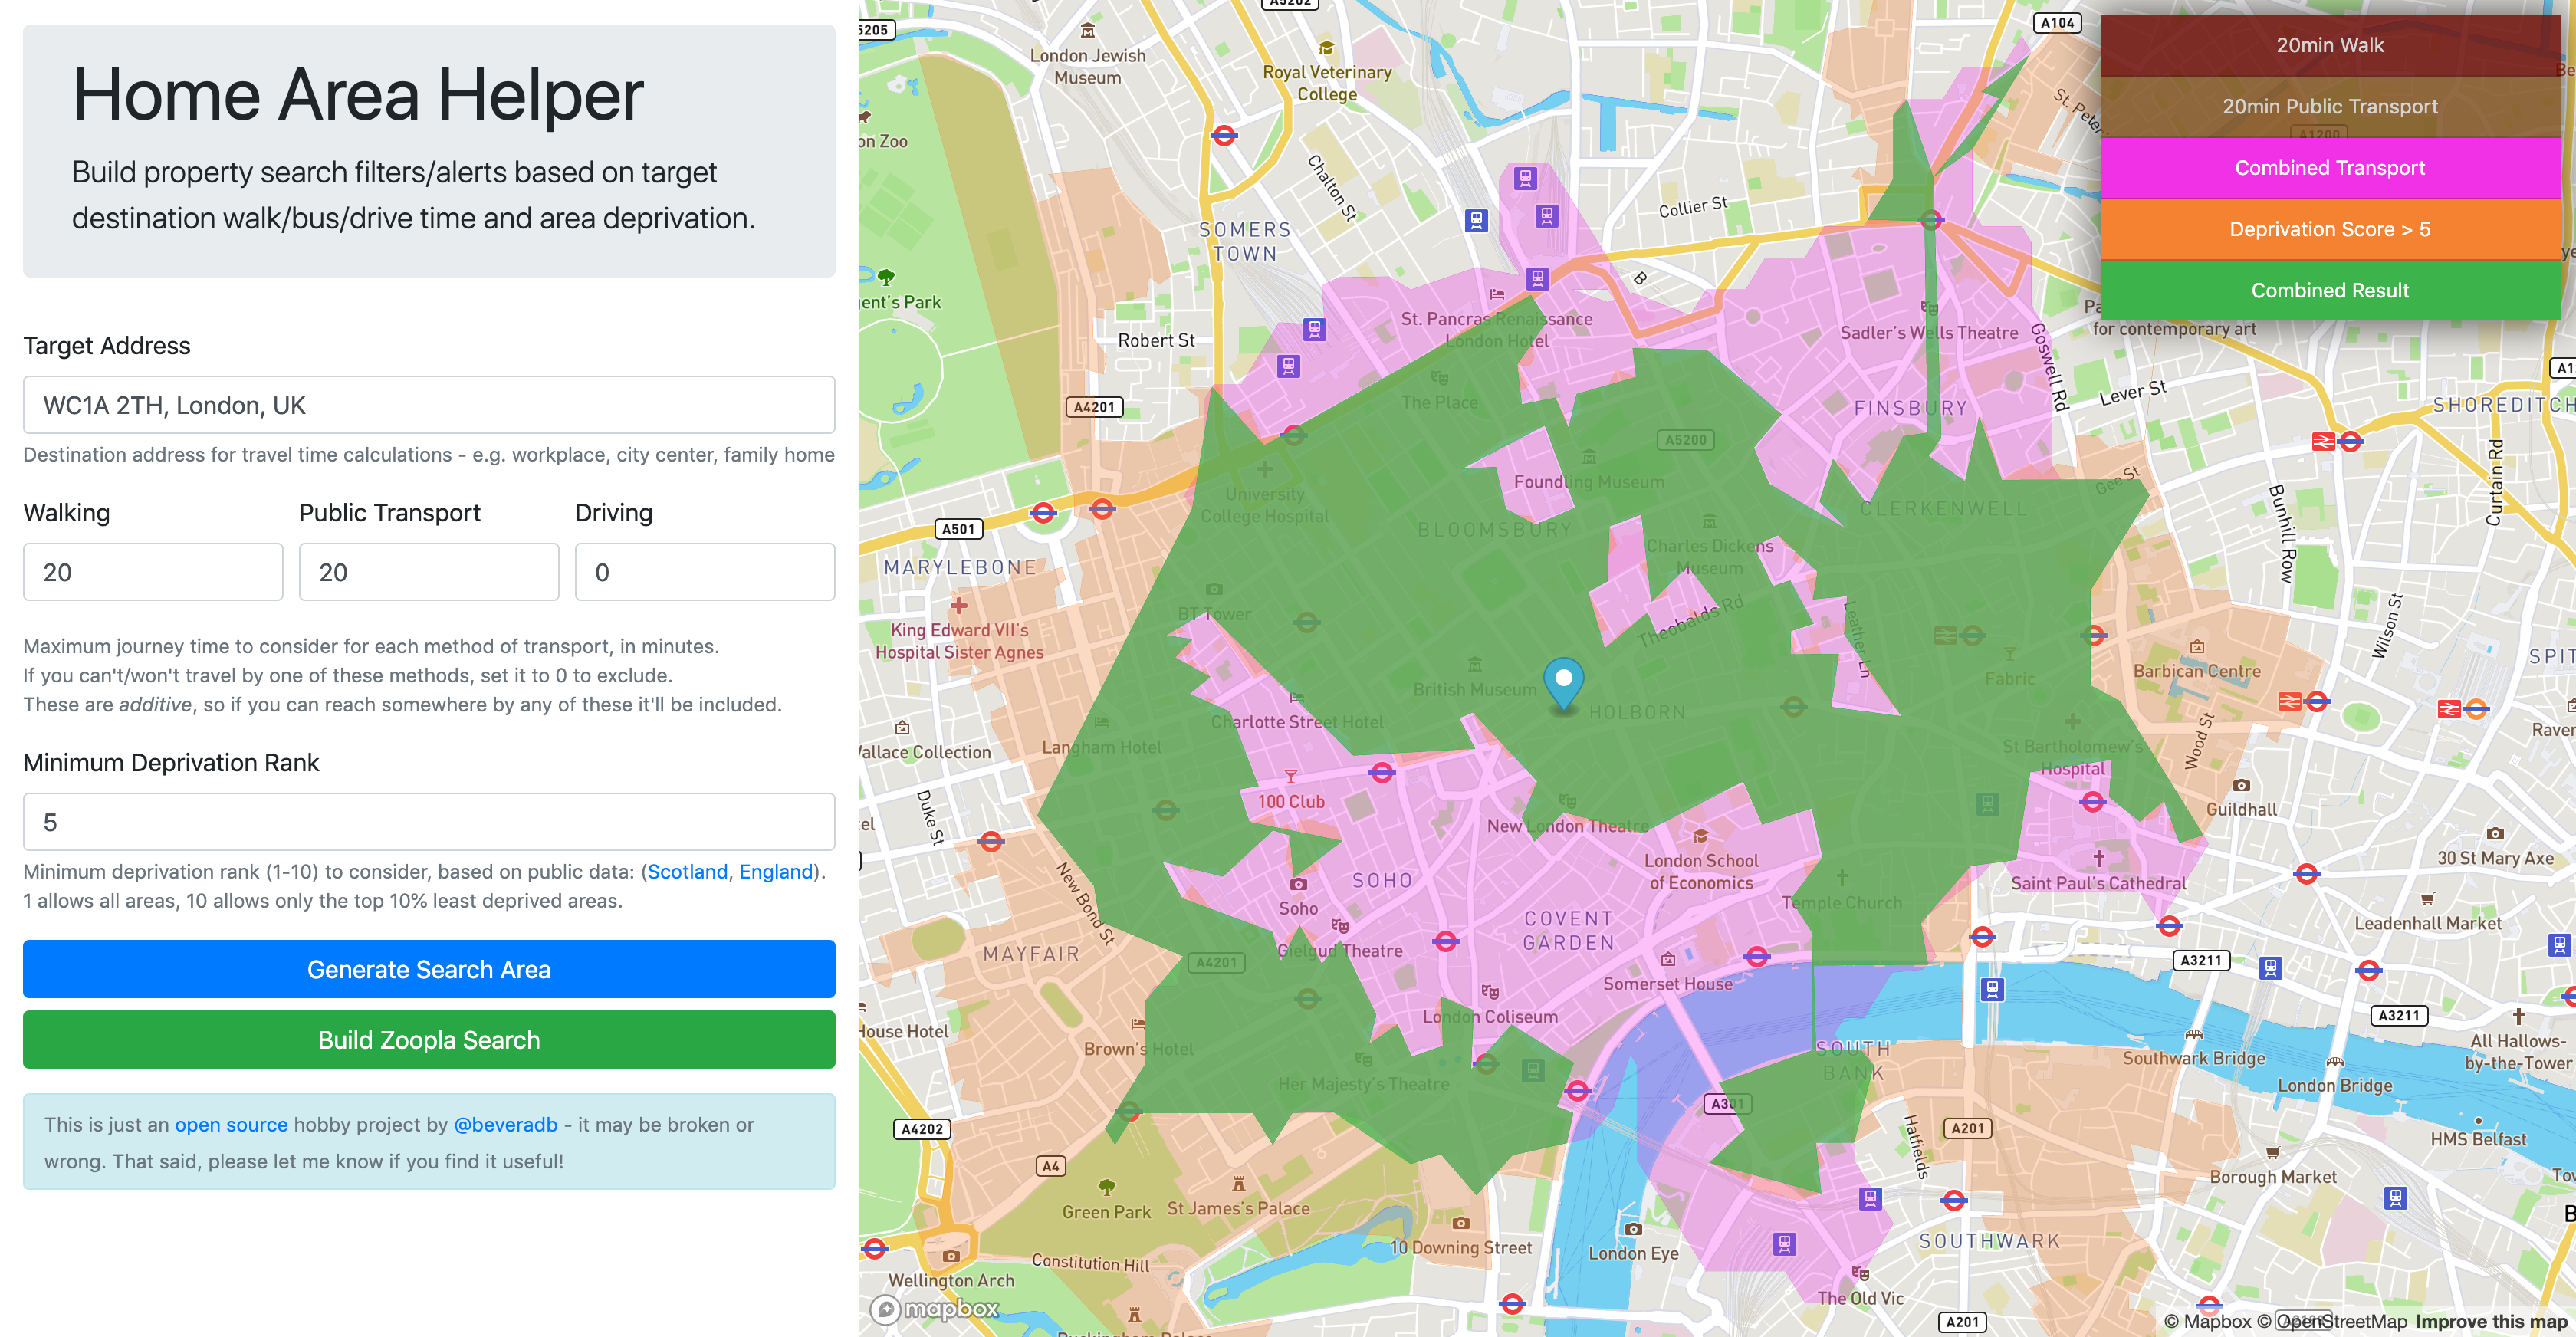 Home Area Helper
Build property search filters/alerts based on target
destination walk/bus/drive time and area deprivation.
Target Address
WC1A 2TH, London, UK
Destination address for travel time calculations - e.g. workplace, city center, family home
Walking
Public Transport
Driving
20
20
0
Maximum journey time to consider for each method of transport, in minutes.
If you can't/won't travel by one of these methods, set it to 0 to exclude.
These are additive, so if you can reach somewhere by any of these it'll be included.
Minimum Deprivation Rank
5
Minimum deprivation rank (1-10) to consider, based on public data: (Scotland, England).
1 allows all areas, 10 allows only the top 10% least deprived areas.
Generate Search Area
Build Zoopla Search
This is just an open source hobby project by @beveradb - it may be broken or
wrong. That said, please let me know if you find it useful!
20min Walk
20min Public Transport
Combined Transport
Deprivation Score > 5
Combined Result
A5202
5205
A104
London Jewish
Museum
Royal Veterinary
College
on Zoo
Chalton St
Collier St
St. Peter
A1200
SOMERS
TOWN
B
ent's Park
Robert St
St. Pancras Renaissance
London Hotel
Sadler's Wells Theatre
Goswell Rd
for contemporary art
The Place
A4201
FINSBURY
Lever St
SHOREDITCH
A5200
Curtain Rd
Foundling Museum
Gee St
University
College Hospital
BLOOMSBURY
CLERKENWELL
Bunhill Row
A501
MARYLEBONE
Charles Dickens
Museum
BT Tower
Theobalds Rd
Leather Ln
Wilson St
King Edward VII's
Hospital Sister Agnes
Fabric
Barbican Centre
SPIT
British Museum
HOLBORN
Charlotte Street Hotel
Langham Hotel
Wallace Collection
St Bartholomew's
Hospital
Wood St
Raven
100 Club
Duke St
New London Theatre
Guildhall
London School
of Economics
30 St Mary Axe
SOHO
Saint Paul's Cathedral
Soho
New Bond St
Temple Church
COVENT
GARDEN
Leadenhall Market
MAYFAIR
Gielgud Theatre
A4201
A3211
Somerset House
London Coliseum
A3211
House Hotel
Brown's Hotel
SOUTH
BANK
Southwark Bridge
All Hallows-
by-the-Tower
Her Majesty's Theatre
London Bridge
A301
A4202
Hatfields
A201
HMS Belfast
A4
Borough Market
Green Park
St James's Palace
10 Downing Street
London Eye
SOUTHWARK
Constitution Hill
Wellington Arch
The Old Vic
mapbox
Buckingham Palace
A201
© Mapbox © OpenStreetMap Improve this map